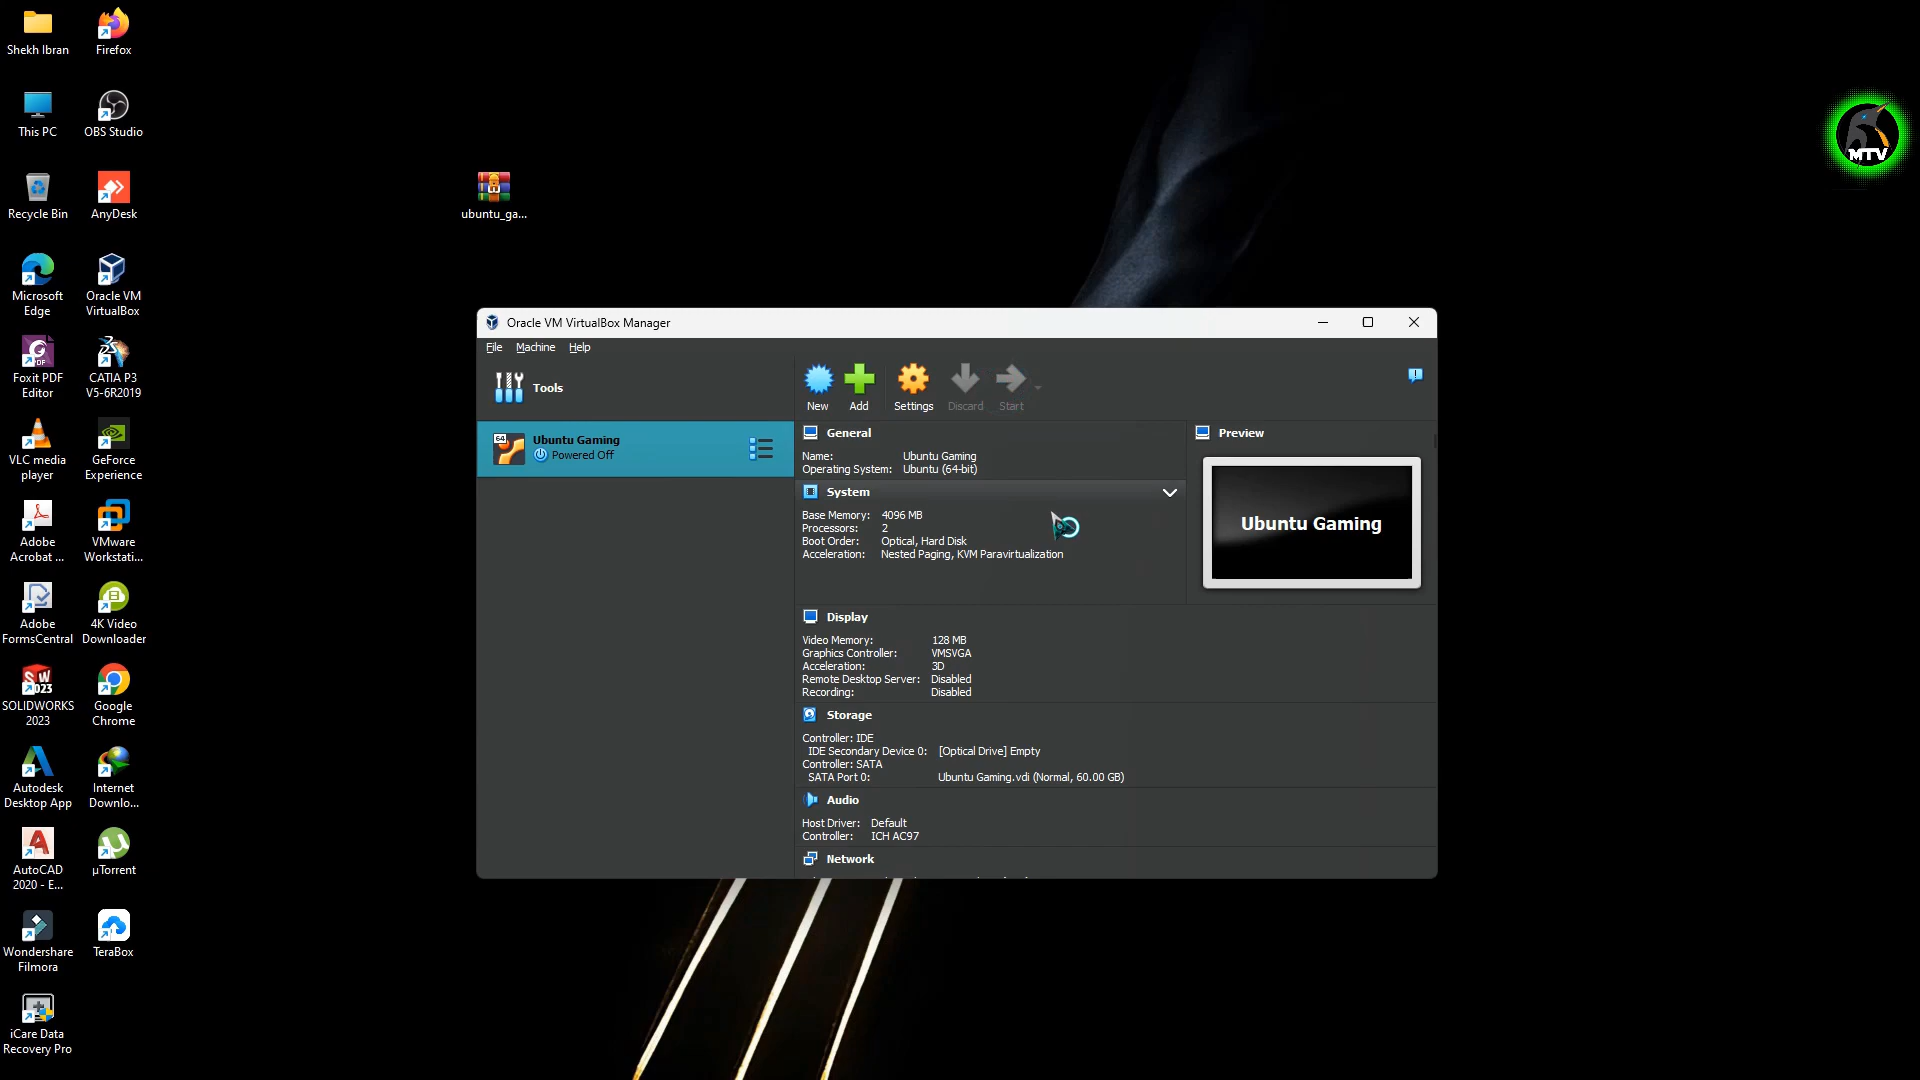 Shekh Ibran
Firefox
This PC
OBS Studio
Recycle Bin
AnyDesk
Microsoft
Edge
Oracle VM
VirtualBox
Foxit PDF
Editor
CATIA P3
V5-6R2019
VLC media
player
GeForce
Experience
Adobe
Acrobat ...
VMware
Workstati...
Adobe
FormsCentral
4K Video
Downloader
SW
2023
SOLIDWORKS
2023
Google
Chrome
Autodesk
Desktop App
Internet
Downlo...
AutoCAD
2020 - E...
µTorrent
Wondershare
Filmora
TeraBox
iCare Data
Recovery Pro
ubuntu_ga...
MTV
Oracle VM VirtualBox Manager
File Machine Help
Tools
New
Add
Settings
Discard
Start
64
Ubuntu Gaming
Powered Off
General
Name: Ubuntu Gaming
Operating System: Ubuntu (64-bit)
System
Base Memory: 4096 MB
Processors: 2
Boot Order: Optical, Hard Disk
Acceleration: Nested Paging, KVM Paravirtualization
Preview
Ubuntu Gaming
Display
Video Memory: 128 MB
Graphics Controller: VMSVGA
Acceleration: 3D
Remote Desktop Server: Disabled
Recording: Disabled
Storage
Controller: IDE
IDE Secondary Device 0: [Optical Drive] Empty
Controller: SATA
SATA Port 0: Ubuntu Gaming.vdi (Normal, 60.00 GB)
Audio
Host Driver: Default
Controller: ICH AC97
Network